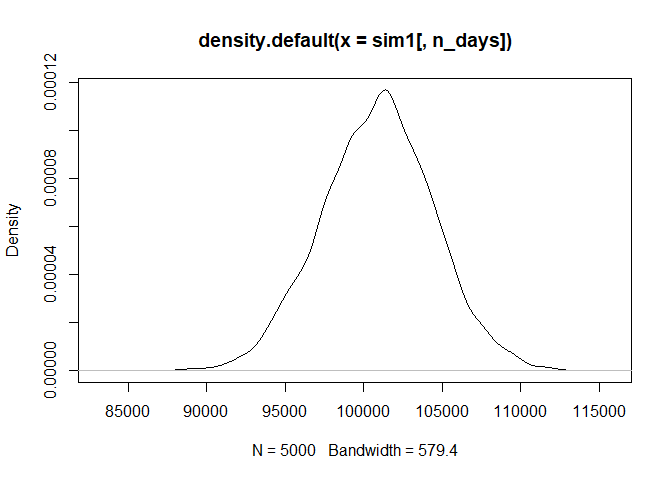 density.default(x = sim1[, n_days])
Density
0.00012
0.00008
0.00004
0.00000
85000 90000 95000 100000 105000 110000 115000
N = 5000 Bandwidth = 579.4